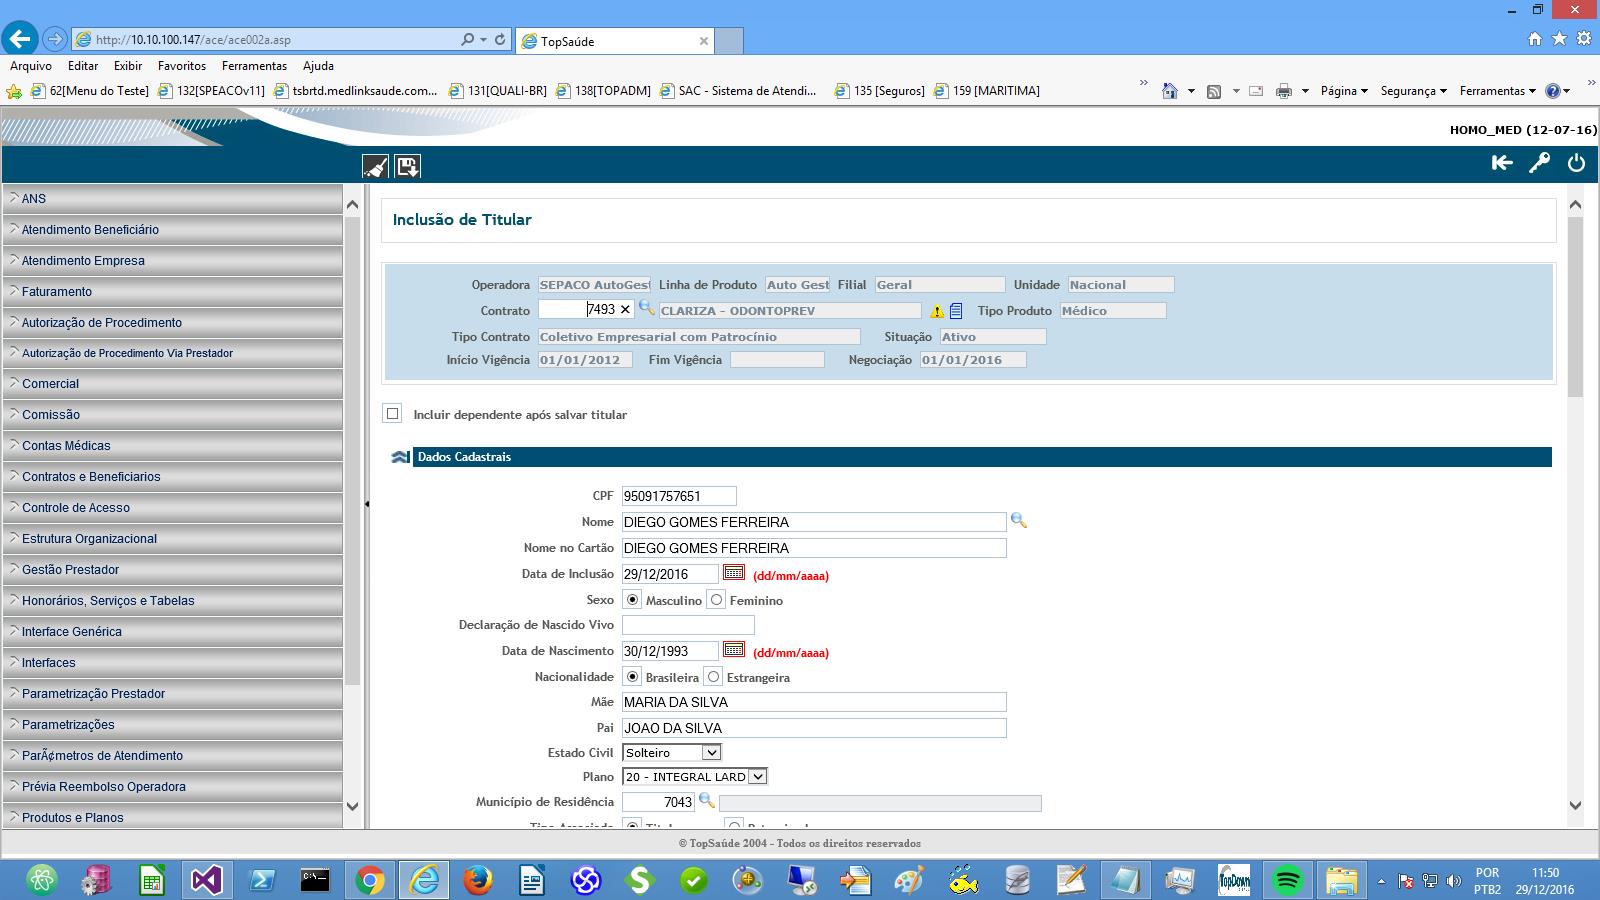 http://10.10.100.147/ace/ace002a.asp
TopSaúde
Arquivo Editar Exibir Favoritos Ferramentas Ajuda
62[Menu do Teste] 132[SPEACOv11] tsbrtd.medlinksaude.com... 131[QUALI-BR] 138[TOPADM] SAC - Sistema de Atendi... 135 [Seguros] 159 [MARITIMA] Página Segurança Ferramentas
HOMO_MED (12-07-16)
ANS
Atendimento Beneficiário
Atendimento Empresa
Faturamento
Autorização de Procedimento
Autorização de Procedimento Via Prestador
Comercial
Comissão
Contas Médicas
Contratos e Beneficiarios
Controle de Acesso
Estrutura Organizacional
Gestão Prestador
Honorários, Serviços e Tabelas
Interface Genérica
Interfaces
Parametrização Prestador
Parametrizações
ParÃ¢metros de Atendimento
Prévia Reembolso Operadora
Produtos e Planos
Inclusão de Titular
Operadora SEPACO AutoGest Linha de Produto Auto Gest Filial Geral Unidade Nacional
Contrato 7493 CLARIZA - ODONTOPREV Tipo Produto Médico
Tipo Contrato Coletivo Empresarial com Patrocínio Situação Ativo
Início Vigência 01/01/2012 Fim Vigência Negociação 01/01/2016
Incluir dependente após salvar titular
Dados Cadastrais
CPF 95091757651
Nome DIEGO GOMES FERREIRA
Nome no Cartão DIEGO GOMES FERREIRA
Data de Inclusão 29/12/2016 (dd/mm/aaaa)
Sexo Masculino Feminino
Declaração de Nascido Vivo
Data de Nascimento 30/12/1993 (dd/mm/aaaa)
Nacionalidade Brasileira Estrangeira
Mãe MARIA DA SILVA
Pai JOAO DA SILVA
Estado Civil Solteiro
Plano 20 - INTEGRAL LARD
Município de Residência 7043
© TopSaúde 2004 - Todos os direitos reservados
TopDown
POR 11:50
PTB2 29/12/2016